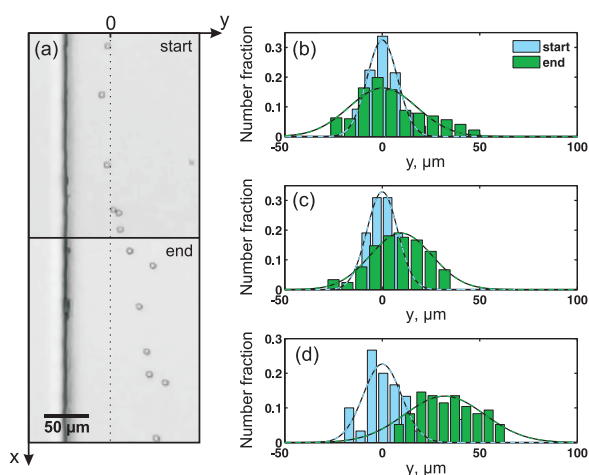 0
y
(a)
start
end
50 µm
x
(b)
start
end
Number fraction
0.3
0.2
0.1
0
-50
0
50
100
y, µm
(c)
Number fraction
0.3
0.2
0.1
0
-50
0
50
100
y, µm
(d)
Number fraction
0.3
0.2
0.1
0
-50
0
50
100
y, µm